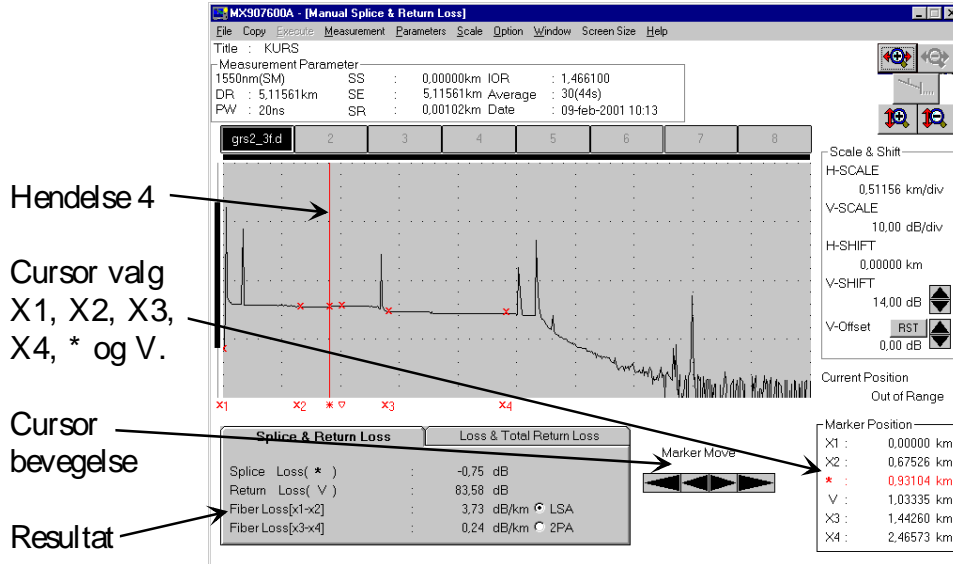 MX907600A - [Manual Splice & Return Loss]
File Copy Execute Measurement Parameters Scale Option Window Screen Size Help
Title : KURS
Measurement Parameter
1550nm(SM) SS : 0,00000km IOR : 1,466100
DR : 5,11561km SE : 5,11561km Average : 30(44s)
PW : 20ns SR : 0,00102km Date : 09-feb-2001 10:13
grs2_3f.d 2 3 4 5 6 7 8
Scale & Shift
H-SCALE
0,51156 km/div
V-SCALE
10,00 dB/div
H-SHIFT
0,00000 km
V-SHIFT
14,00 dB
V-Offset RST
0,00 dB
Current Position
Out of Range
Marker Position
X1 : 0,00000 km
X2 : 0,67526 km
* : 0,93104 km
V : 1,03335 km
X3 : 1,44260 km
X4 : 2,46573 km
x1 x2 * ▽ x3 x4
Splice & Return Loss Loss & Total Return Loss
Splice Loss( * ) : -0,75 dB
Return Loss( V ) : 83,58 dB
Fiber Loss[x1-x2] : 3,73 dB/km LSA
Fiber Loss[x3-x4] : 0,24 dB/km 2PA
Marker Move
Hendelse 4
Cursor valg
X1, X2, X3,
X4, * og V.
Cursor
bevegelse
Resultat